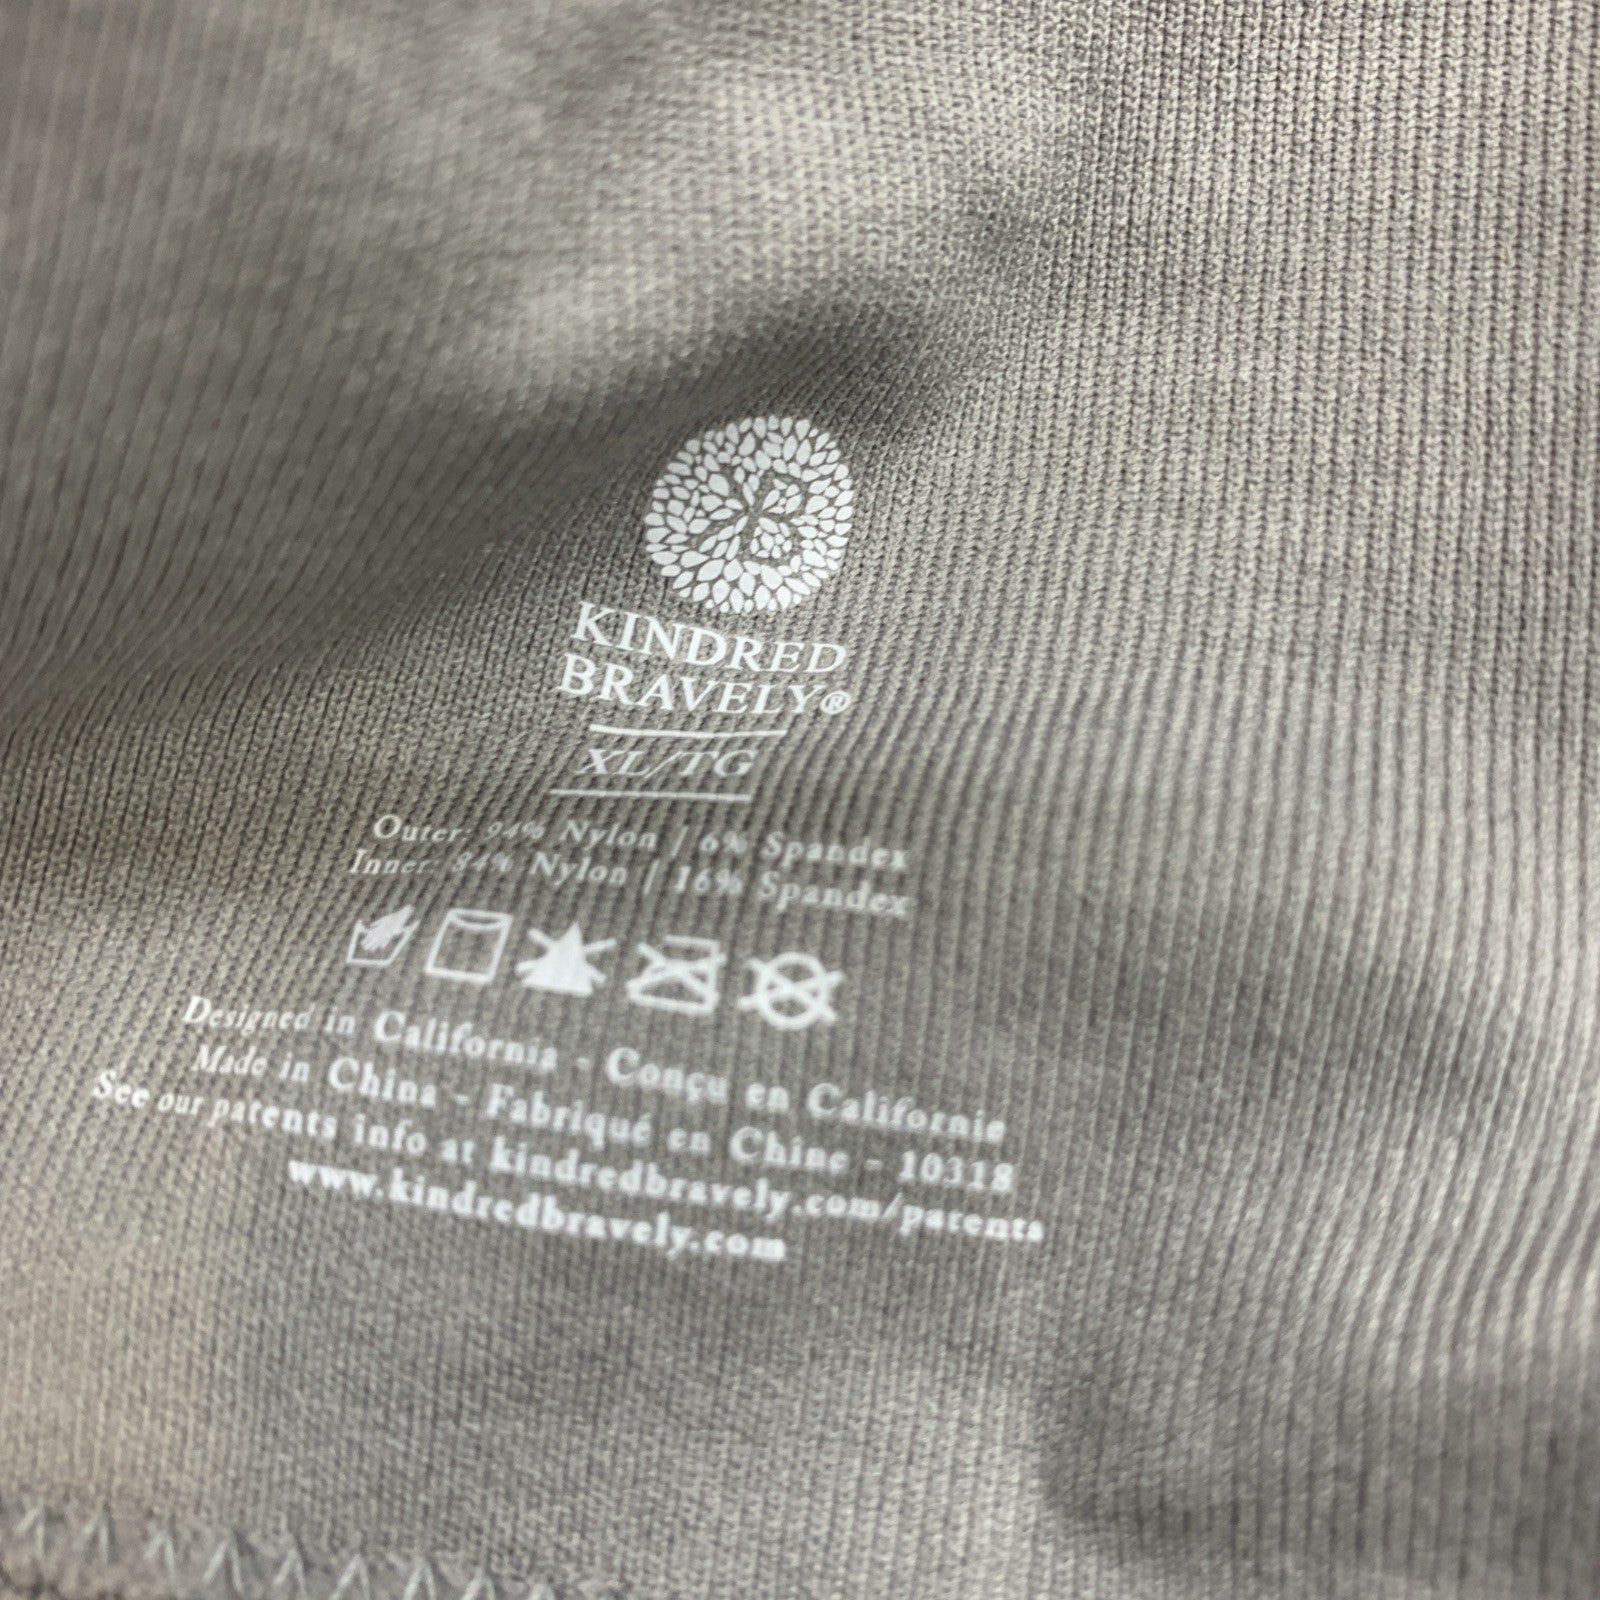 KINDRED
BRAVELY®
XL/TG
Outer: 94% Nylon | 6% Spandex
Inner: 84% Nylon | 16% Spandex
Designed in California - Conçu en Californie
Made in China - Fabriqué en Chine - 10318
See our patents info at kindredbravely.com/patents
www.kindredbravely.com